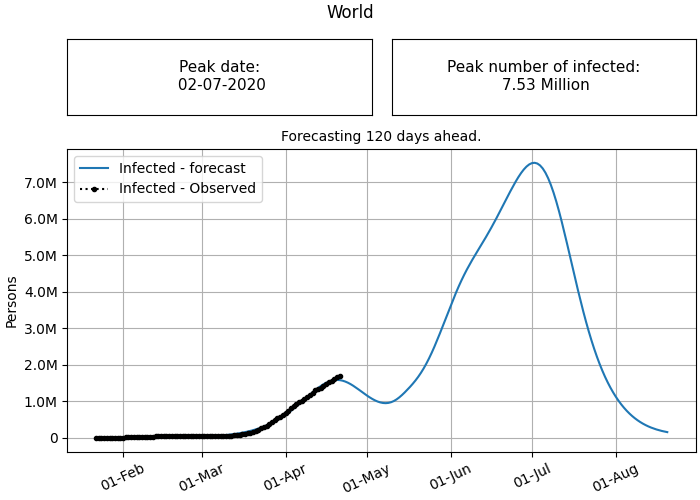 World
Peak date:
02-07-2020
Peak number of infected:
7.53 Million
Forecasting 120 days ahead.
Infected - forecast
Infected - Observed
Persons
7.0M
6.0M
5.0M
4.0M
3.0M
2.0M
1.0M
0
01-Feb
01-Mar
01-Apr
01-May
01-Jun
01-Jul
01-Aug